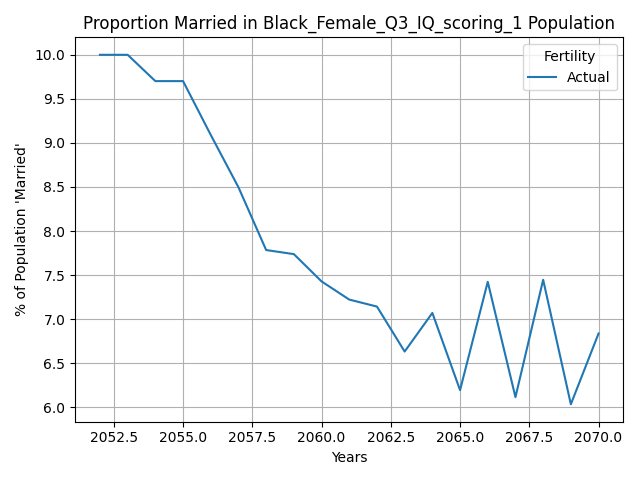 Proportion Married in Black_Female_Q3_IQ_scoring_1 Population
Fertility
Actual
% of Population 'Married'
10.0
9.5
9.0
8.5
8.0
7.5
7.0
6.5
6.0
2052.5 2055.0 2057.5 2060.0 2062.5 2065.0 2067.5 2070.0
Years